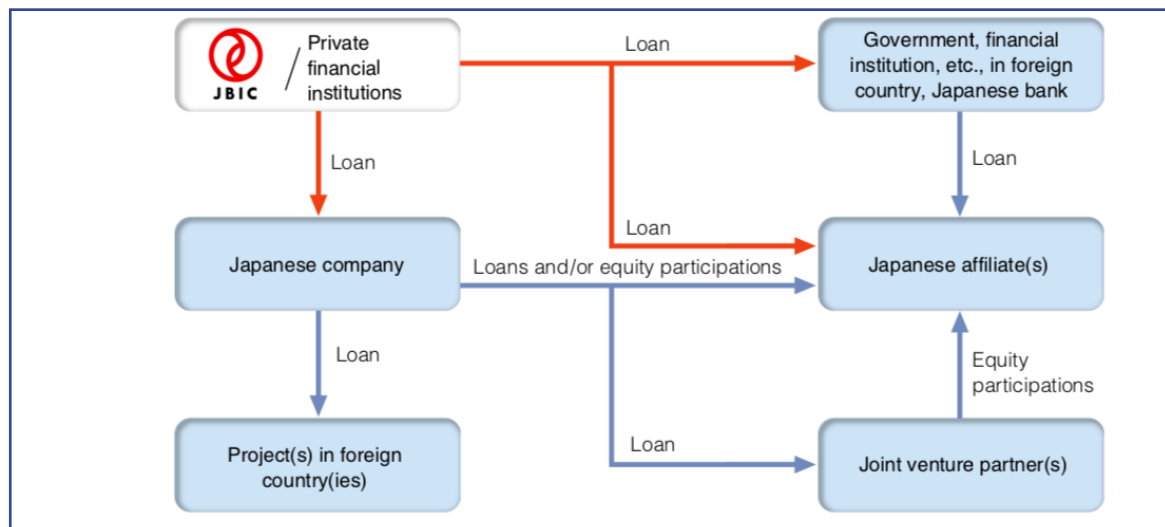 JBIC
Private
financial
institutions
Loan
Government, financial
institution, etc., in foreign
country, Japanese bank
Loan
Loan
Loan
Japanese company
Loans and/or equity participations
Japanese affiliate(s)
Loan
Equity
participations
Project(s) in foreign
country(ies)
Loan
Joint venture partner(s)